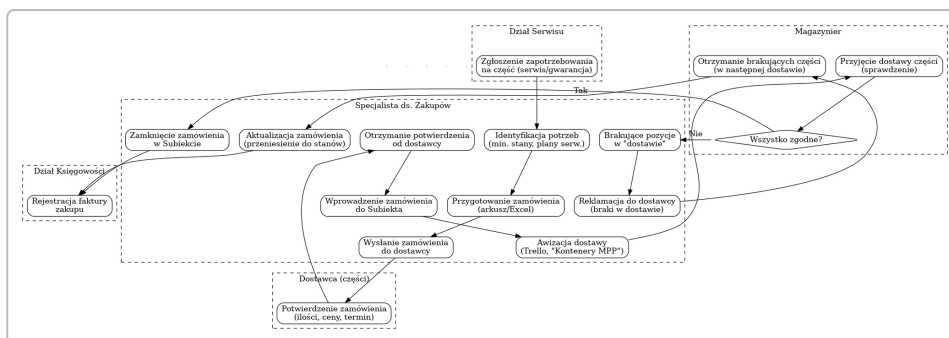 Dział Serwisu
Magazynier
Zgłoszenie zapotrzebowania
na część (serwis/gwarancja)
Otrzymanie brakujących części
(w następnej dostawie)
Przyjęcie dostawy części
(sprawdzenie)
Tak
Specjalista ds. Zakupów
Zamknięcie zamówienia
w Subiekcie
Aktualizacja zamówienia
(przeniesienie do stanów)
Otrzymanie potwierdzenia
od dostawcy
Identyfikacja potrzeb
(min. stany, plany serw.)
Brakujące pozycje
w "dostawie"
Nie
Wszystko zgodne?
Dział Księgowości
Rejestracja faktury
zakupu
Wprowadzenie zamówienia
do Subiekta
Przygotowanie zamówienia
(arkusz/Excel)
Reklamacja do dostawcy
(braki w dostawie)
Wysłanie zamówienia
do dostawcy
Awizacja dostawy
(Trello, "Kontenery MPP")
Dostawca (części)
Potwierdzenie zamówienia
(ilości, ceny, termin)